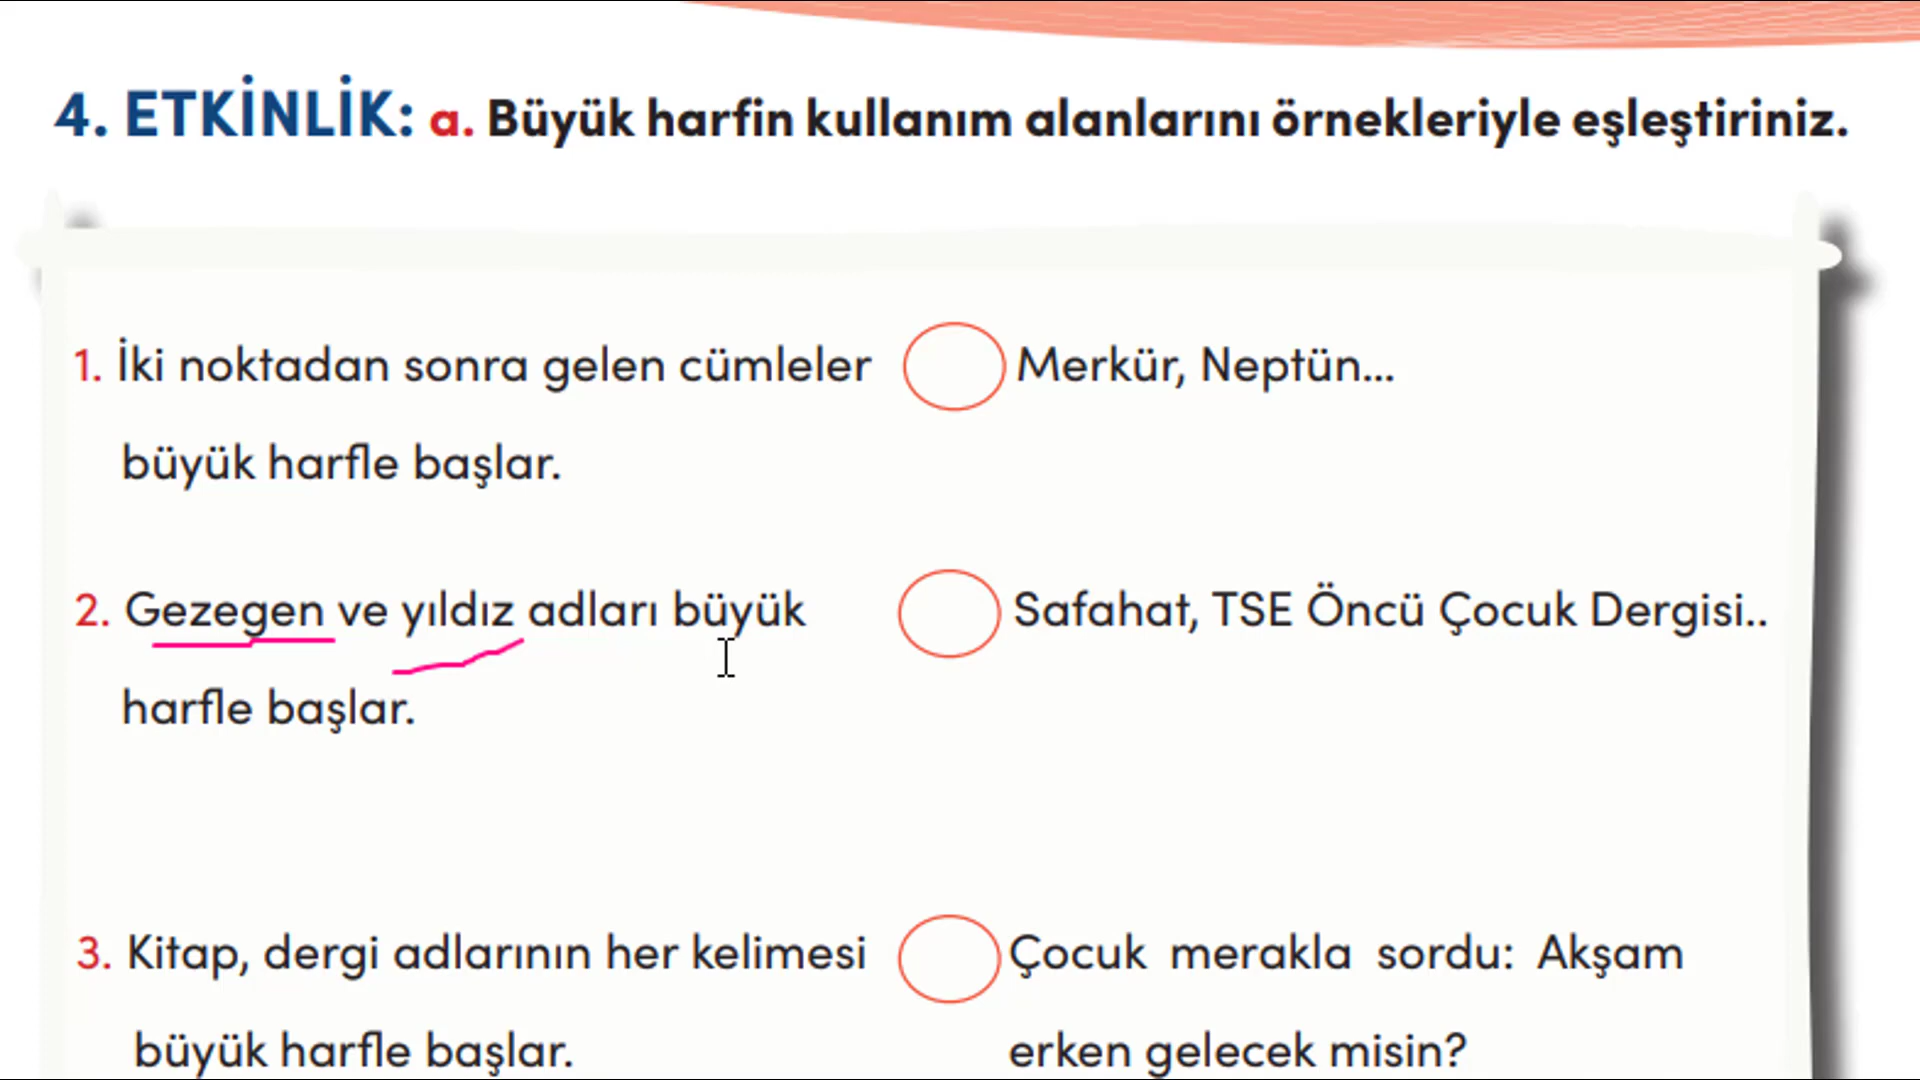 4. ETKİNLİK: a. Büyük harfin kullanım alanlarını örnekleriyle eşleştiriniz.
1. İki noktadan sonra gelen cümleler
büyük harfle başlar.
Merkür, Neptün...
2. Gezegen ve yıldız adları büyük
harfle başlar.
Safahat, TSE Öncü Çocuk Dergisi..
3. Kitap, dergi adlarının her kelimesi
büyük harfle başlar.
Çocuk merakla sordu: Akşam
erken gelecek misin?